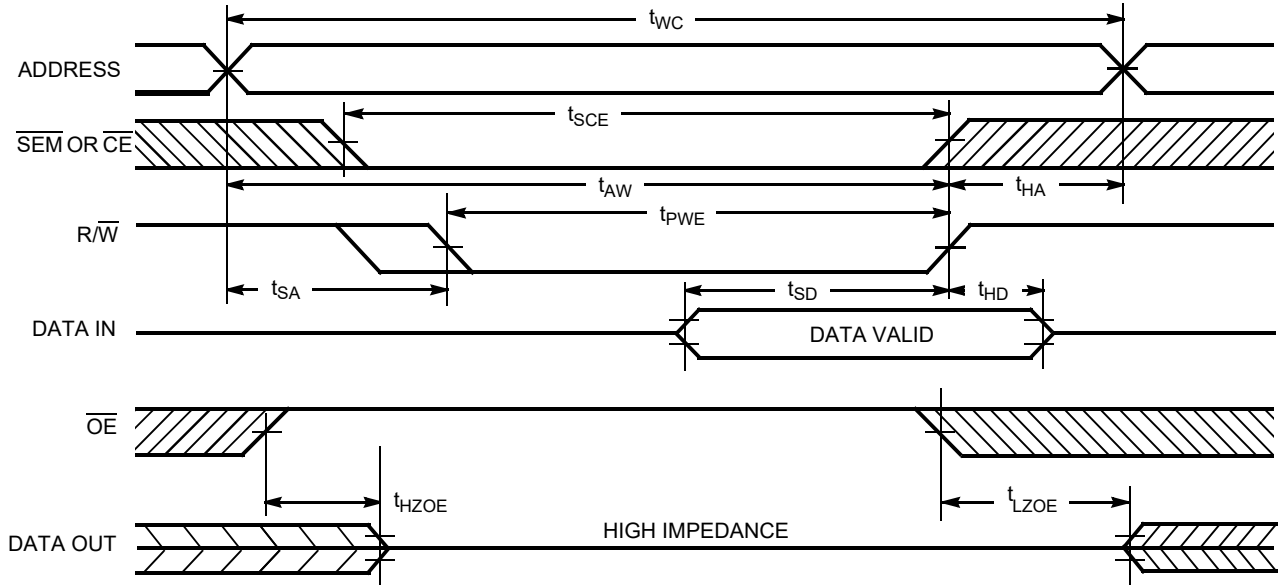 tWC
ADDRESS
tSCE
SEM OR CE
tAW
tHA
tPWE
R/W
tSA
tSD
tHD
DATA IN
DATA VALID
OE
tHZOE
tLZOE
HIGH IMPEDANCE
DATA OUT